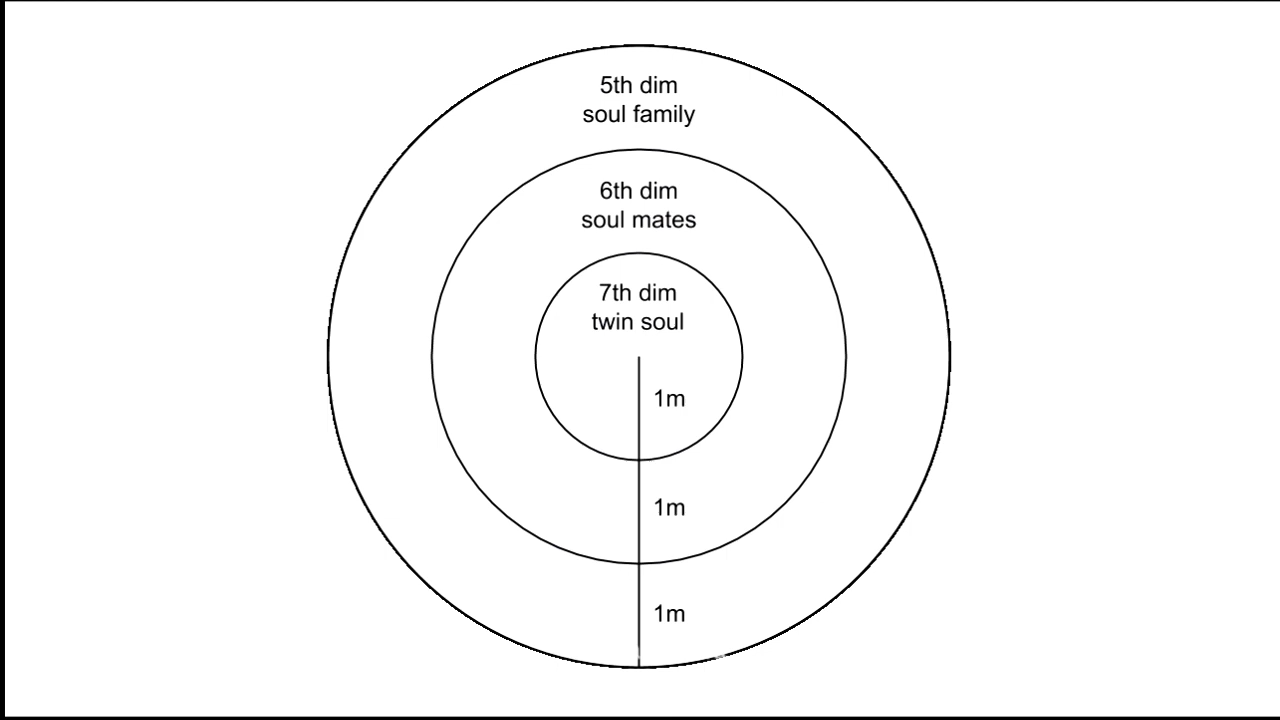 5th dim
soul family
6th dim
soul mates
7th dim
twin soul
1m
1m
1m